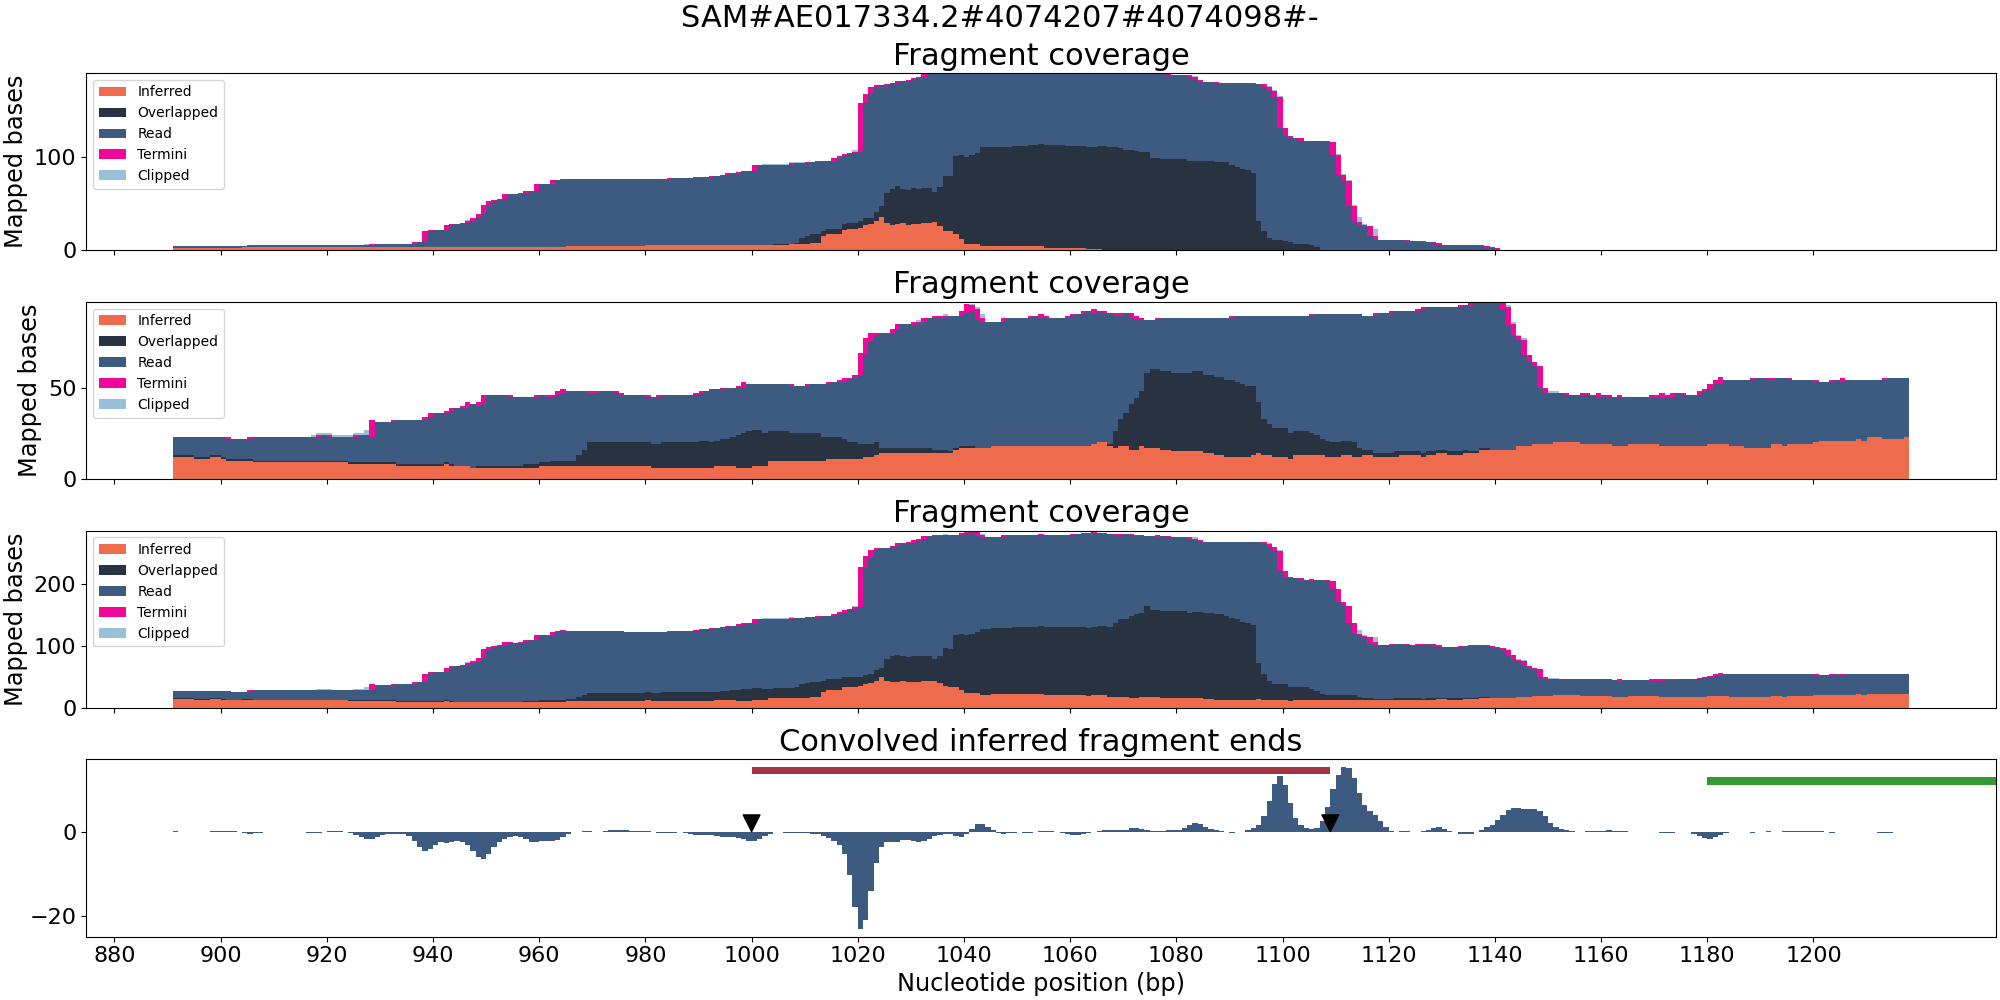 SAM#AE017334.2#4074207#4074098#-
Fragment coverage
Mapped bases
100
0
Inferred
Overlapped
Read
Termini
Clipped
Fragment coverage
Mapped bases
50
0
Inferred
Overlapped
Read
Termini
Clipped
Fragment coverage
Mapped bases
200
100
0
Inferred
Overlapped
Read
Termini
Clipped
Convolved inferred fragment ends
0
−20
880 900 920 940 960 980 1000 1020 1040 1060 1080 1100 1120 1140 1160 1180 1200
Nucleotide position (bp)